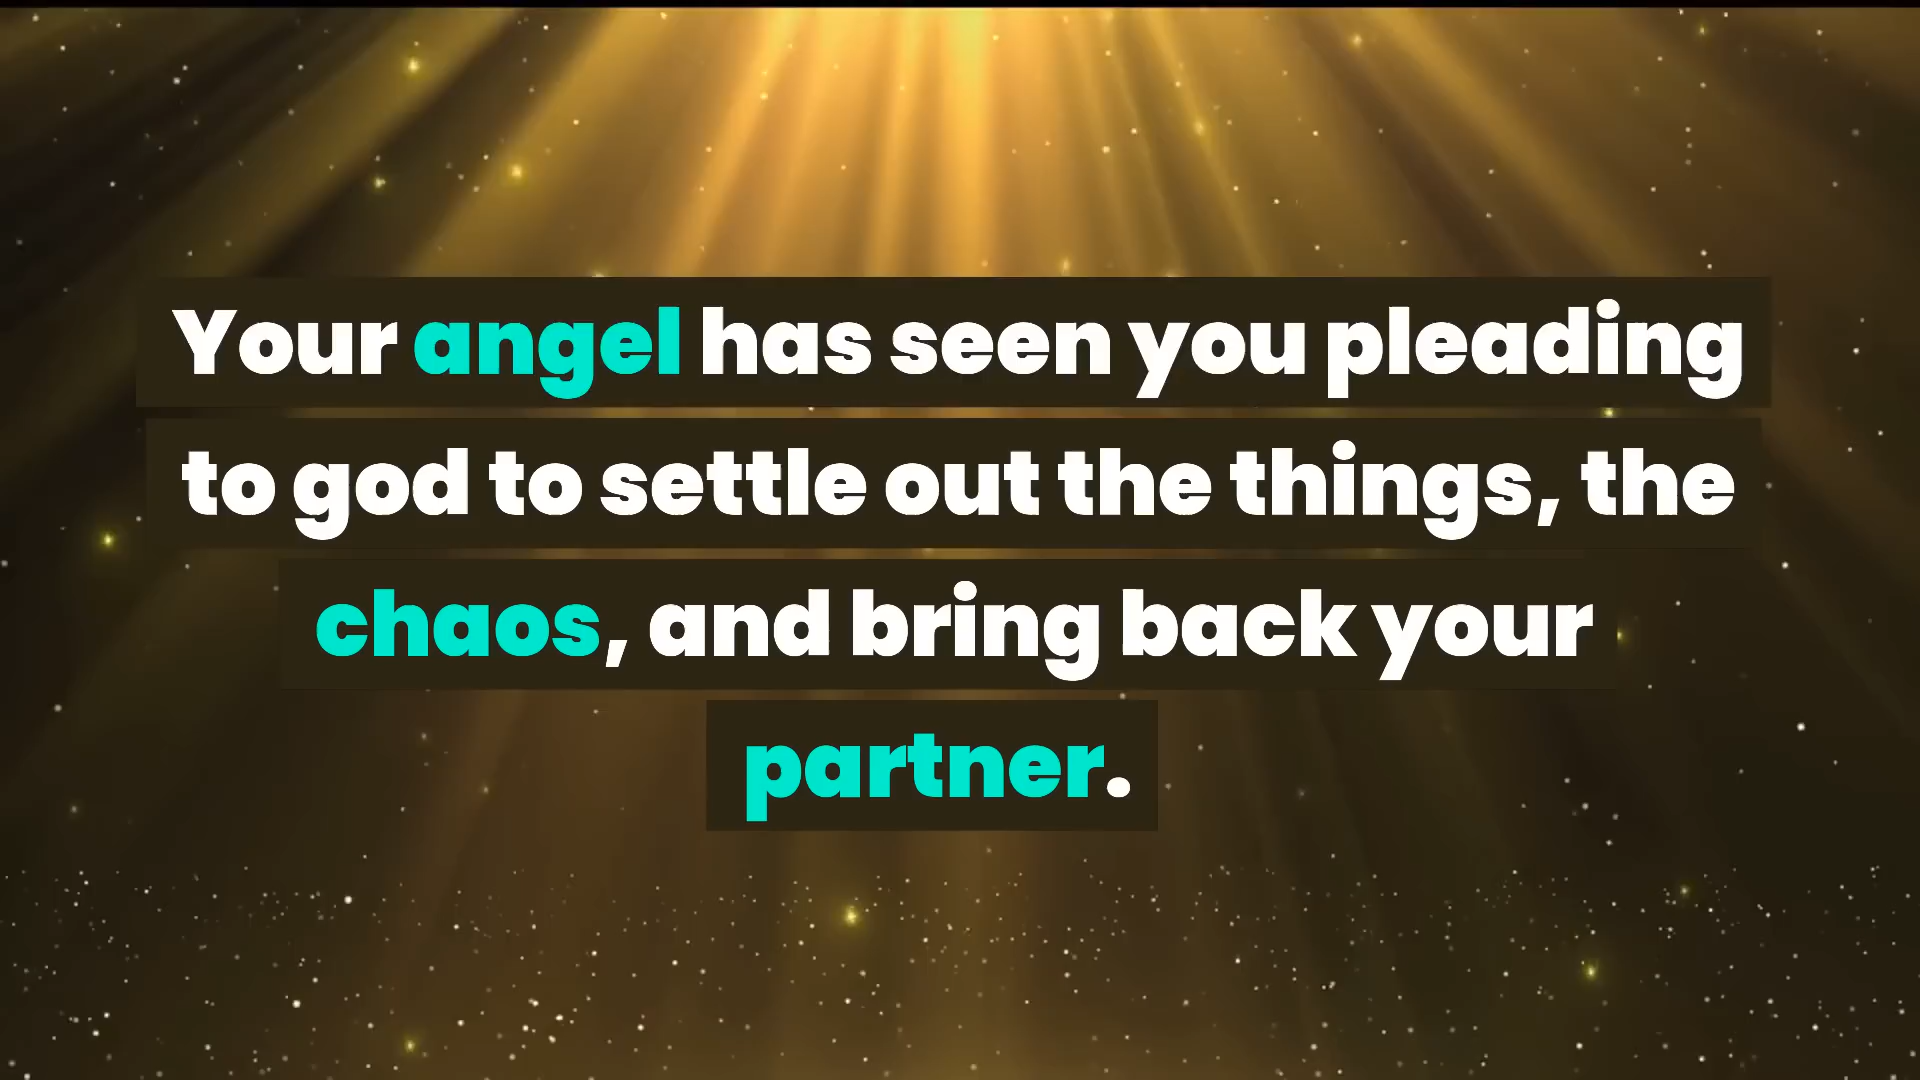 Your angel has seen you pleading
to god to settle out the things, the
chaos, and bring back your
partner.